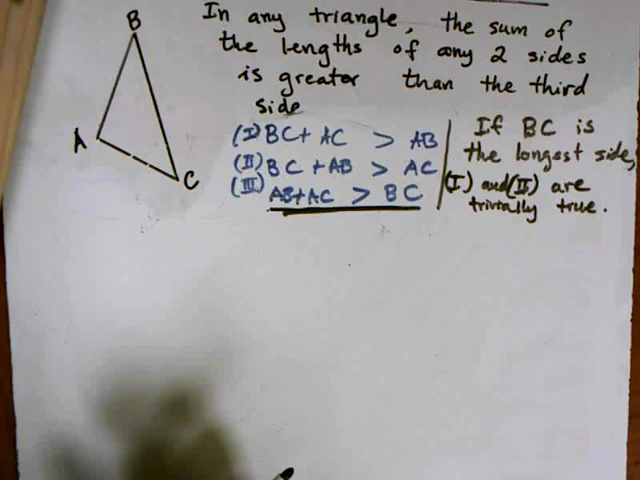 In any triangle, the sum of
the lengths of any 2 sides
is greater than the third
side
B
A
C
(I) BC + AC > AB
(II) BC + AB > AC
(III) AB + AC > BC
If BC is
the longest side,
(I) and (II) are
trivially true.